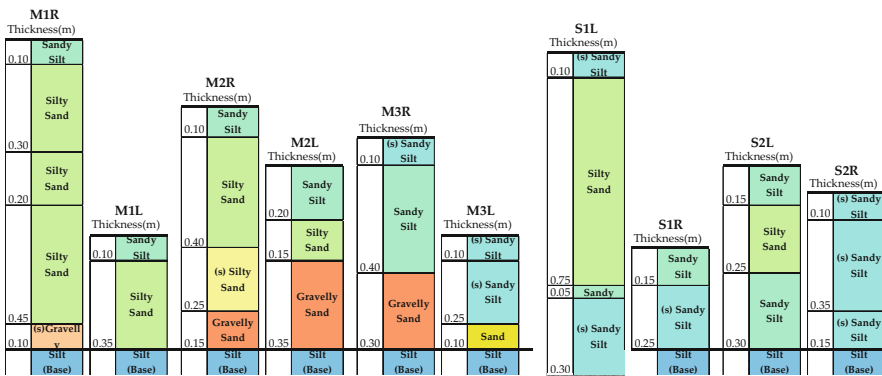 M1R
Thickness(m)
Sandy
0.10 Silt
Silty
Sand
0.30
Silty
Sand
0.20
Silty
Sand
0.45
(s)Gravell
0.10 y
Silt
(Base)
M1L
Thickness(m)
Sandy
0.10 Silt
Silty
Sand
0.35
Silt
(Base)
M2R
Thickness(m)
Sandy
0.10 Silt
Silty
Sand
0.40
(s) Silty
Sand
0.25
Gravelly
Sand
0.15
Silt
(Base)
M2L
Thickness(m)
Sandy
Silt
0.20
Silty
Sand
0.15
Gravelly
Sand
0.35
Silt
(Base)
M3R
Thickness(m)
(s) Sandy
0.10 Silt
Sandy
Silt
0.40
Gravelly
Sand
0.30
Silt
(Base)
M3L
Thickness(m)
(s) Sandy
0.10 Silt
(s) Sandy
Silt
0.25
Sand
0.10
Silt
(Base)
S1L
Thickness(m)
(s) Sandy
0.10 Silt
Silty
Sand
0.75
0.05 Sandy
(s) Sandy
Silt
0.30
S1R
Thickness(m)
Sandy
0.15 Silt
(s) Sandy
Silt
0.25
Silt
(Base)
S2L
Thickness(m)
Sandy
Silt
0.15
Silty
Sand
0.25
Sandy
Silt
0.30
Silt
(Base)
S2R
Thickness(m)
(s) Sandy
0.10 Silt
(s) Sandy
Silt
0.35
(s) Sandy
0.15 Silt
Silt
(Base)